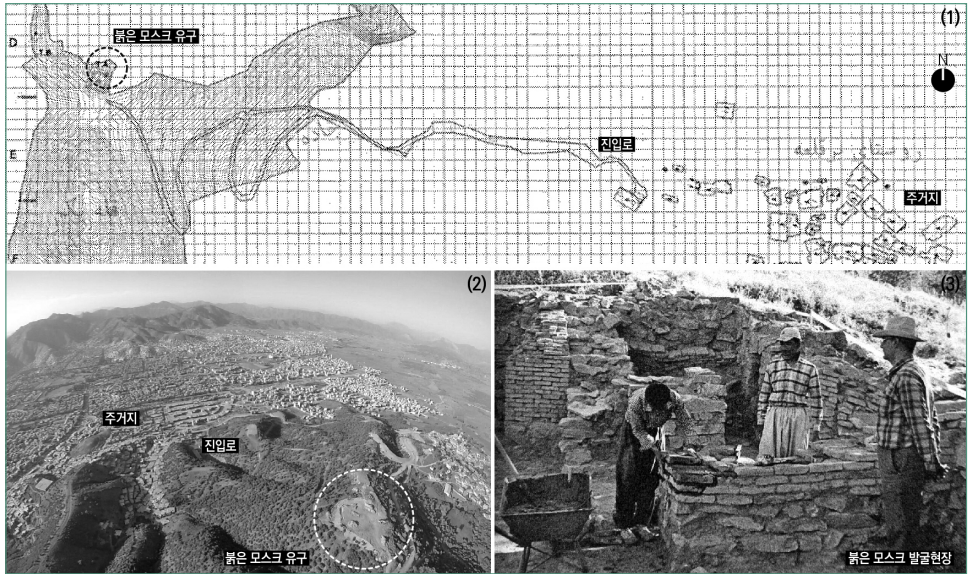 (1)
붉은 모스크 유구
D
N
진입로
E
روستای برقامه
주거지
F
(2)
주거지
진입로
붉은 모스크 유구
(3)
붉은 모스크 발굴현장